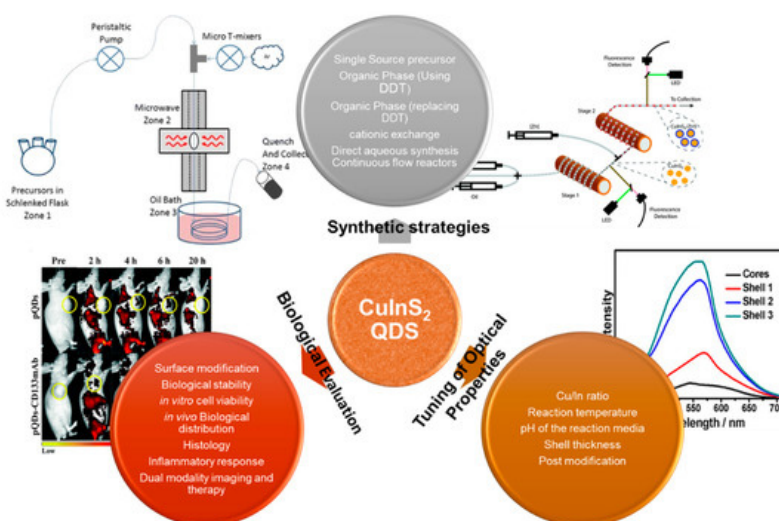 Peristaltic
Pump
Micro T-mixers
Microwave
Zone 2
Quench
And Collect
Zone 4
Precursors in
Schlenked Flask
Zone 1
Oil Bath
Zone 3
Single Source precursor
Organic Phase (Using
DDT)
Organic Phase (replacing
DDT)
cationic exchange
Direct aqueous synthesis
Continuous flow reactors
Fluorescence
Detection
LED
To Collection
Stage 2
Stage 1
Oil
LED
Fluorescence
Detection
Synthetic strategies
CuInS2
QDS
Biological Evaluation
Tuning of Optical
Properties
Pre 2 h 4 h 6 h 20 h
pQDs
pQDs-CD133mAb
Low
Surface modification
Biological stability
in vitro cell viability
in vivo Biological
distribution
Histology
Inflammatory response
Dual modality imaging and
therapy
Cores
Shell 1
Shell 2
Shell 3
Cu/In ratio
Reaction temperature
pH of the reaction media
Shell thickness
Post modification
550 600 650